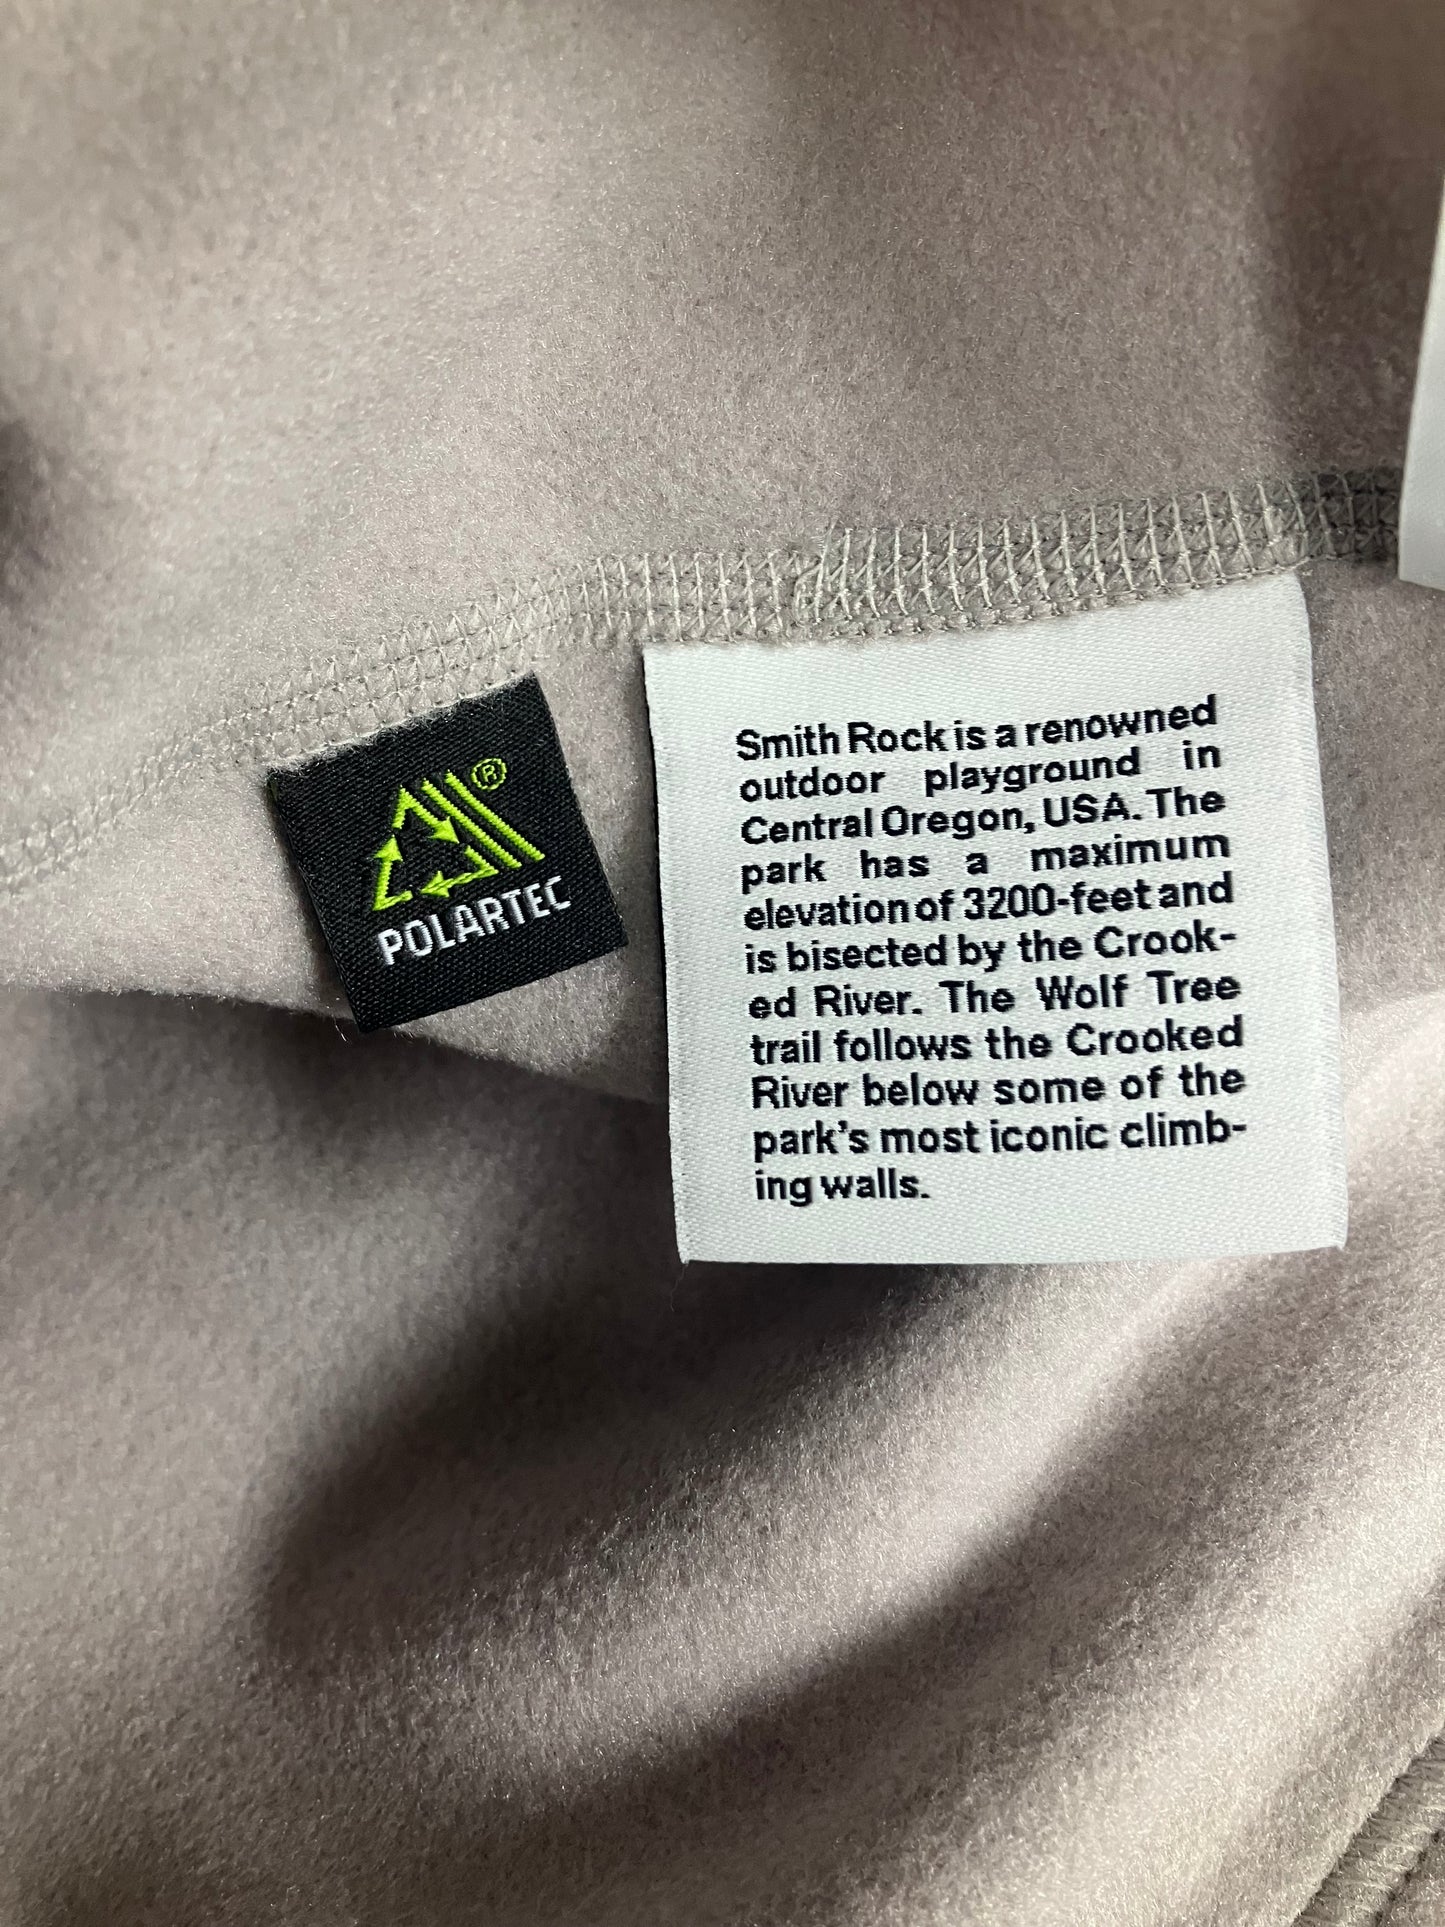 ®
POLARTEC
Smith Rock is a renowned
outdoor playground in
Central Oregon, USA. The
park has a maximum
elevation of 3200-feet and
is bisected by the Crook-
ed River. The Wolf Tree
trail follows the Crooked
River below some of the
park's most iconic climb-
ing walls.